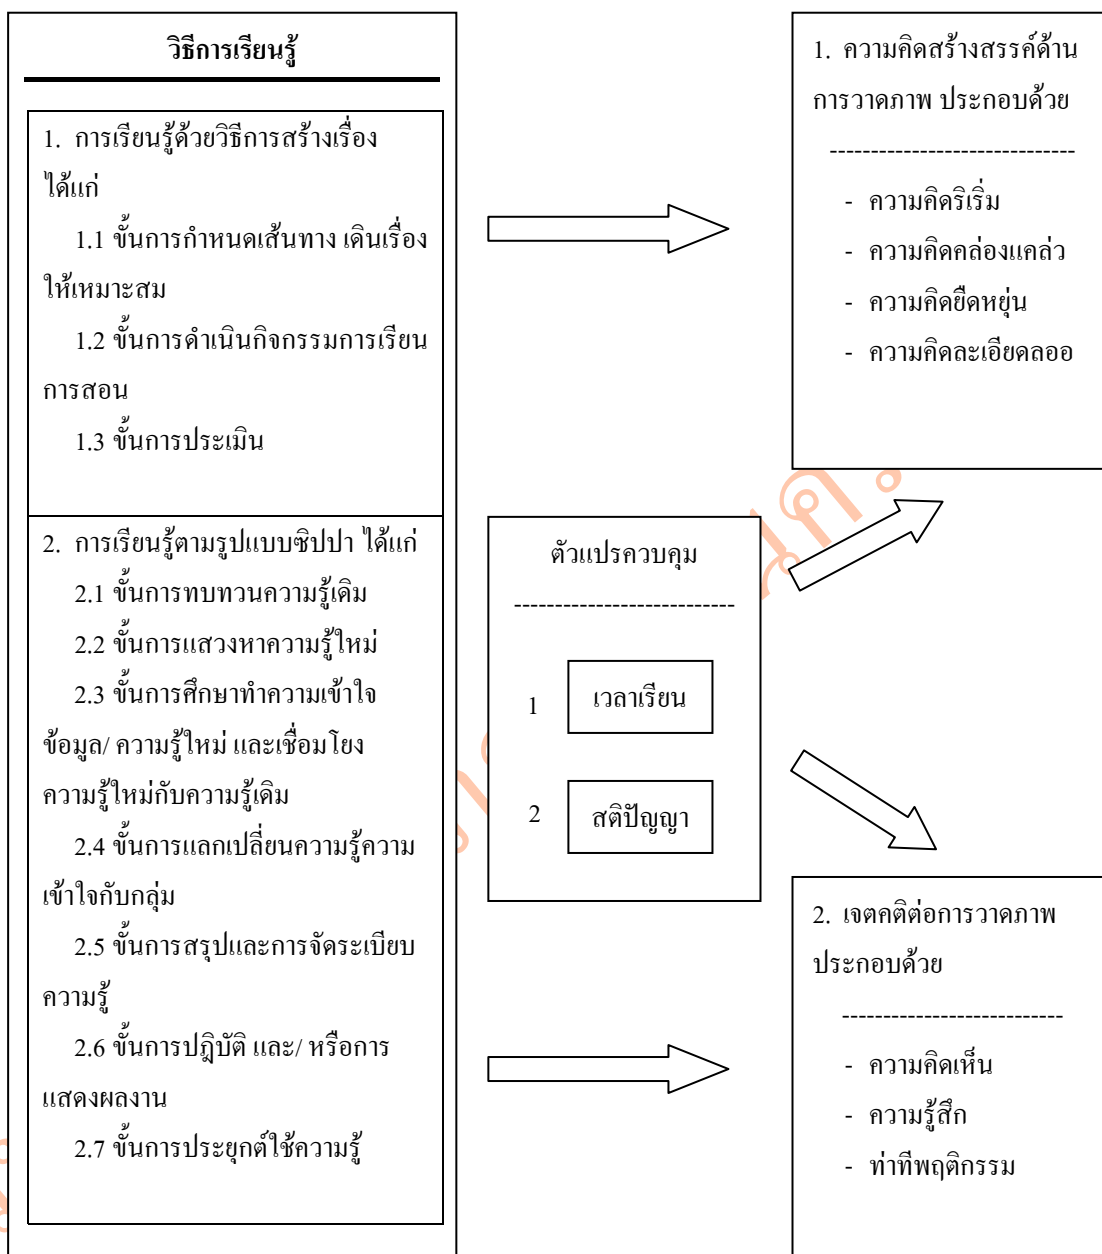 วิธีการเรียนรู้
1. การเรียนรู้ด้วยวิธีการสร้างเรื่อง
ได้แก่
1.1 ขั้นการกำหนดเส้นทาง เดินเรื่อง
ให้เหมาะสม
1.2 ขั้นการดำเนินกิจกรรมการเรียน
การสอน
1.3 ขั้นการประเมิน
2. การเรียนรู้ตามรูปแบบซิปปา ได้แก่
2.1 ขั้นการทบทวนความรู้เดิม
2.2 ขั้นการแสวงหาความรู้ใหม่
2.3 ขั้นการศึกษาทำความเข้าใจ
ข้อมูล/ ความรู้ใหม่ และเชื่อมโยง
ความรู้ใหม่กับความรู้เดิม
2.4 ขั้นการแลกเปลี่ยนความรู้ความ
เข้าใจกับกลุ่ม
2.5 ขั้นการสรุปและการจัดระเบียบ
ความรู้
2.6 ขั้นการปฎิบัติ และ/ หรือการ
แสดงผลงาน
2.7 ขั้นการประยุกต์ใช้ความรู้
ตัวแปรควบคุม
---------------------------
1 เวลาเรียน
2 สติปัญญา
1. ความคิดสร้างสรรค์ด้าน
การวาดภาพ ประกอบด้วย
------------------------------
- ความคิดริเริ่ม
- ความคิดคล่องแคล่ว
- ความคิดยืดหยุ่น
- ความคิดละเอียดลออ
2. เจตคติต่อการวาดภาพ
ประกอบด้วย
---------------------------
- ความคิดเห็น
- ความรู้สึก
- ท่าทีพฤติกรรม